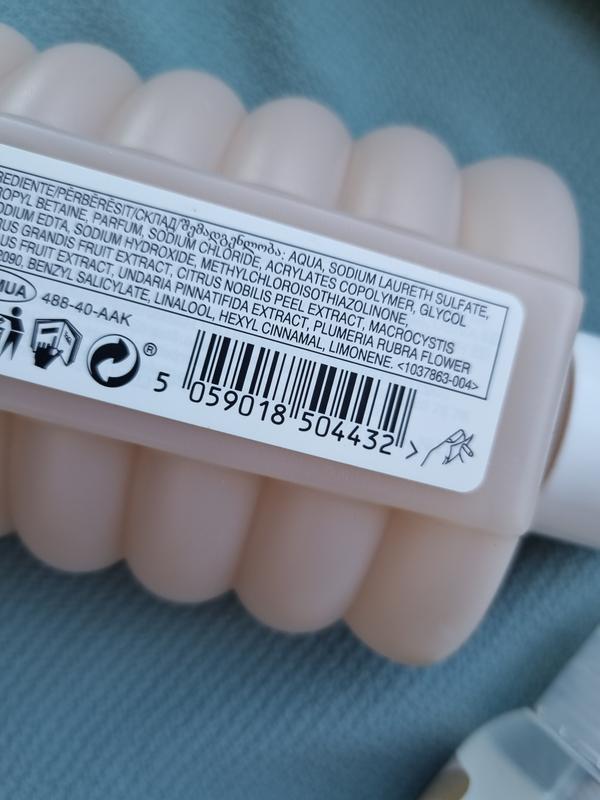 REDIENTE/PËRBËRËSIT/СКЛАД/შემადგენლობა: AQUA, SODIUM LAURETH SULFATE,
OPYL BETAINE, PARFUM, SODIUM CHLORIDE, ACRYLATES COPOLYMER, GLYCOL
ODIUM EDTA, SODIUM HYDROXIDE, METHYLCHLOROISOTHIAZOLINONE,
RUS GRANDIS FRUIT EXTRACT, CITRUS NOBILIS PEEL EXTRACT, MACROCYSTIS
US FRUIT EXTRACT, UNDARIA PINNATIFIDA EXTRACT, PLUMERIA RUBRA FLOWER
2090, BENZYL SALICYLATE, LINALOOL, HEXYL CINNAMAL, LIMONENE. <1037863-004>
MUA 488-40-AAK
®
5 059018 504432 >